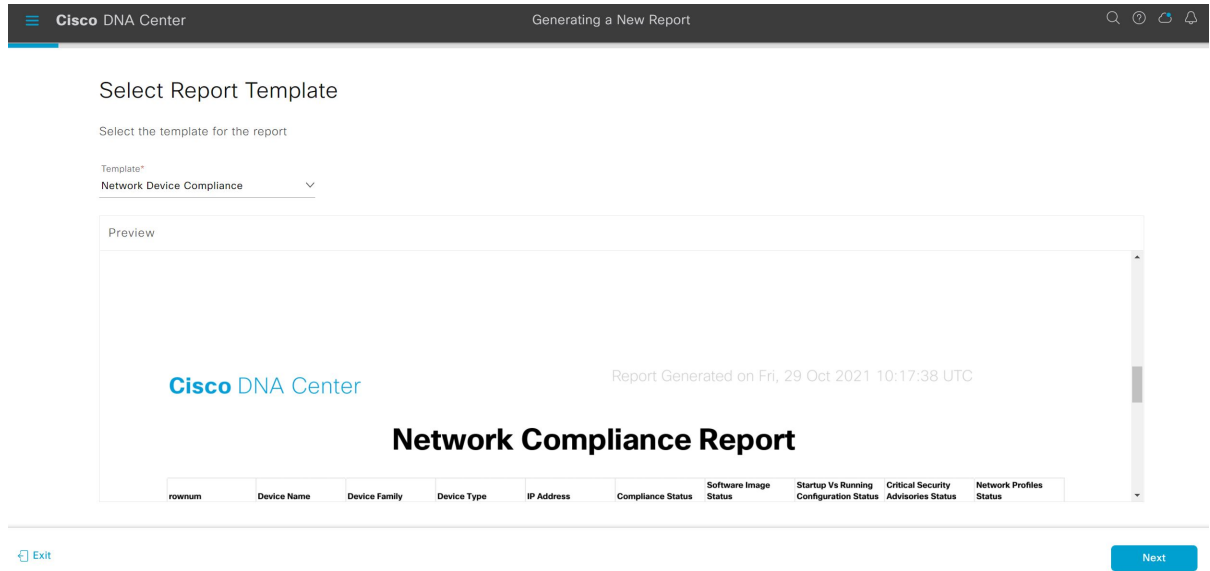 Cisco DNA Center
Generating a New Report
Select Report Template
Select the template for the report
Template*
Network Device Compliance
Preview
Cisco DNA Center
Report Generated on Fri, 29 Oct 2021 10:17:38 UTC
Network Compliance Report
rownum
Device Name
Device Family
Device Type
IP Address
Compliance Status
Software Image
Status
Startup Vs Running
Configuration Status
Critical Security
Advisories Status
Network Profiles
Status
Exit
Next